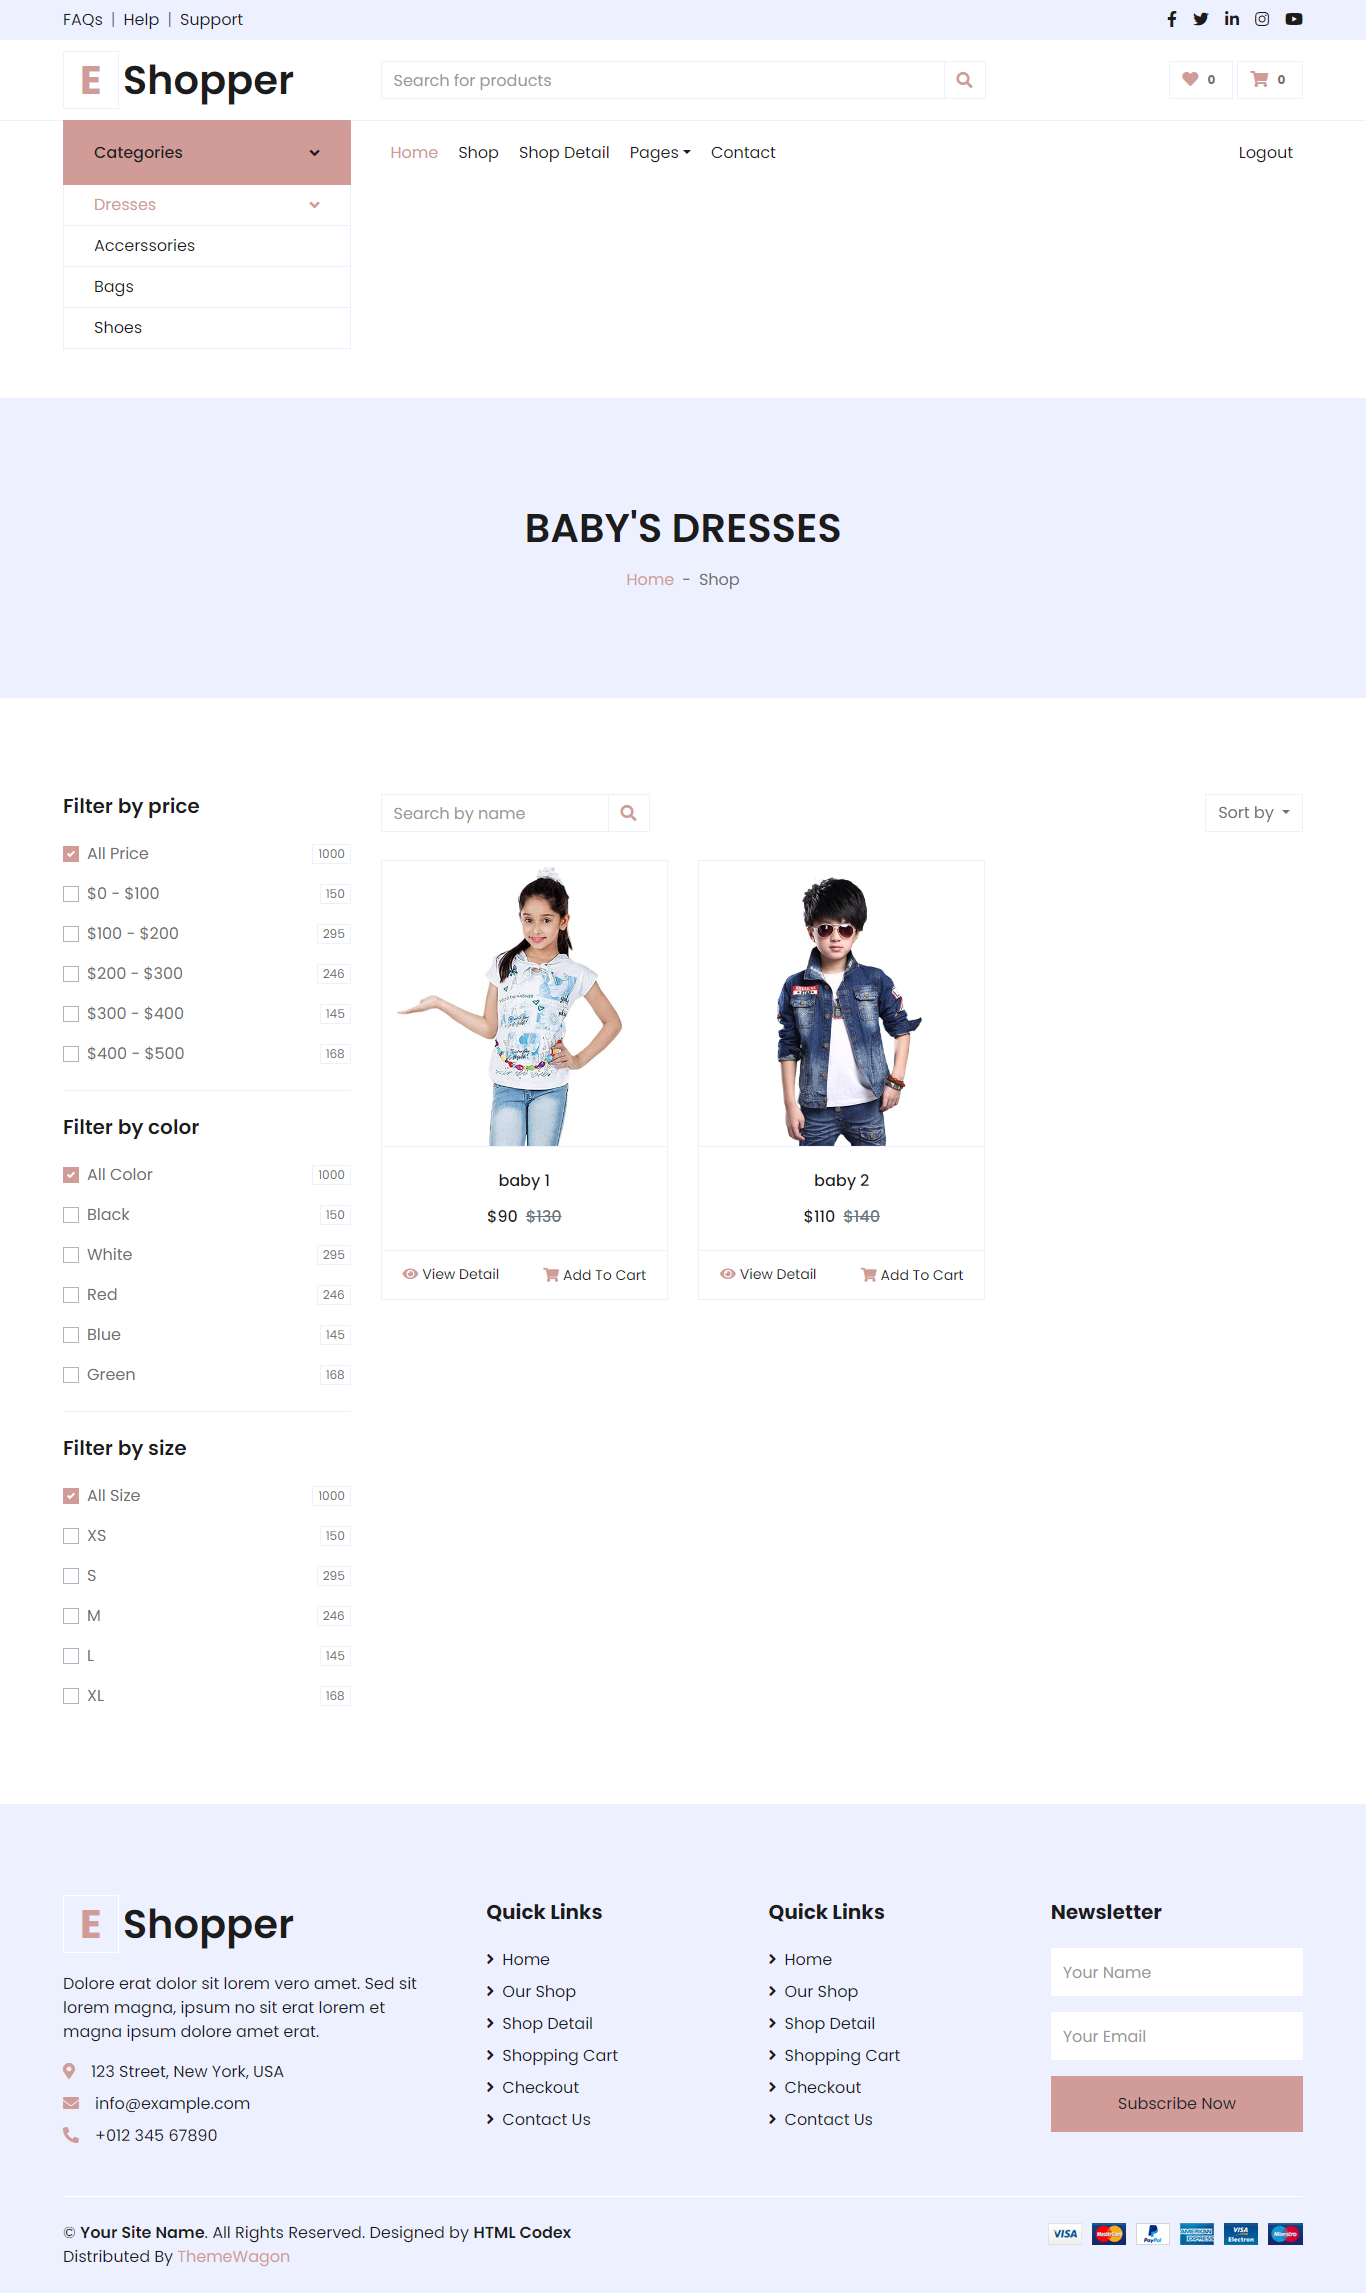 FAQs | Help | Support
E Shopper
Search for products
0
0
Categories
Home
Shop
Shop Detail
Pages
Contact
Logout
Dresses
Accerssories
Bags
Shoes
BABY'S DRESSES
Home - Shop
Filter by price
All Price 1000
$0 - $100 150
$100 - $200 295
$200 - $300 246
$300 - $400 145
$400 - $500 168
Filter by color
All Color 1000
Black 150
White 295
Red 246
Blue 145
Green 168
Filter by size
All Size 1000
XS 150
S 295
M 246
L 145
XL 168
Search by name
Sort by
baby 1
$90 $130
View Detail
Add To Cart
baby 2
$110 $140
View Detail
Add To Cart
E Shopper
Dolore erat dolor sit lorem vero amet. Sed sit
lorem magna, ipsum no sit erat lorem et
magna ipsum dolore amet erat.
123 Street, New York, USA
info@example.com
+012 345 67890
Quick Links
Home
Our Shop
Shop Detail
Shopping Cart
Checkout
Contact Us
Quick Links
Home
Our Shop
Shop Detail
Shopping Cart
Checkout
Contact Us
Newsletter
Your Name
Your Email
Subscribe Now
© Your Site Name. All Rights Reserved. Designed by HTML Codex
Distributed By ThemeWagon
VISA
MasterCard
PayPal
AMERICAN EXPRESS
VISA Electron
Maestro